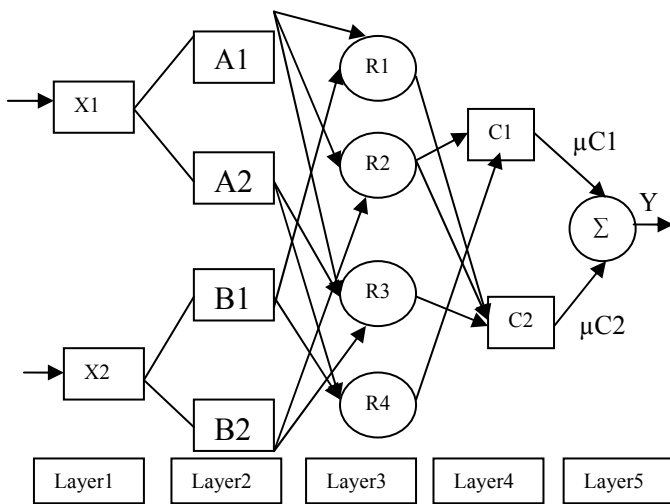 X1
X2
A1
A2
B1
B2
R1
R2
R3
R4
C1
C2
µC1
µC2
Σ
Y
Layer1
Layer2
Layer3
Layer4
Layer5